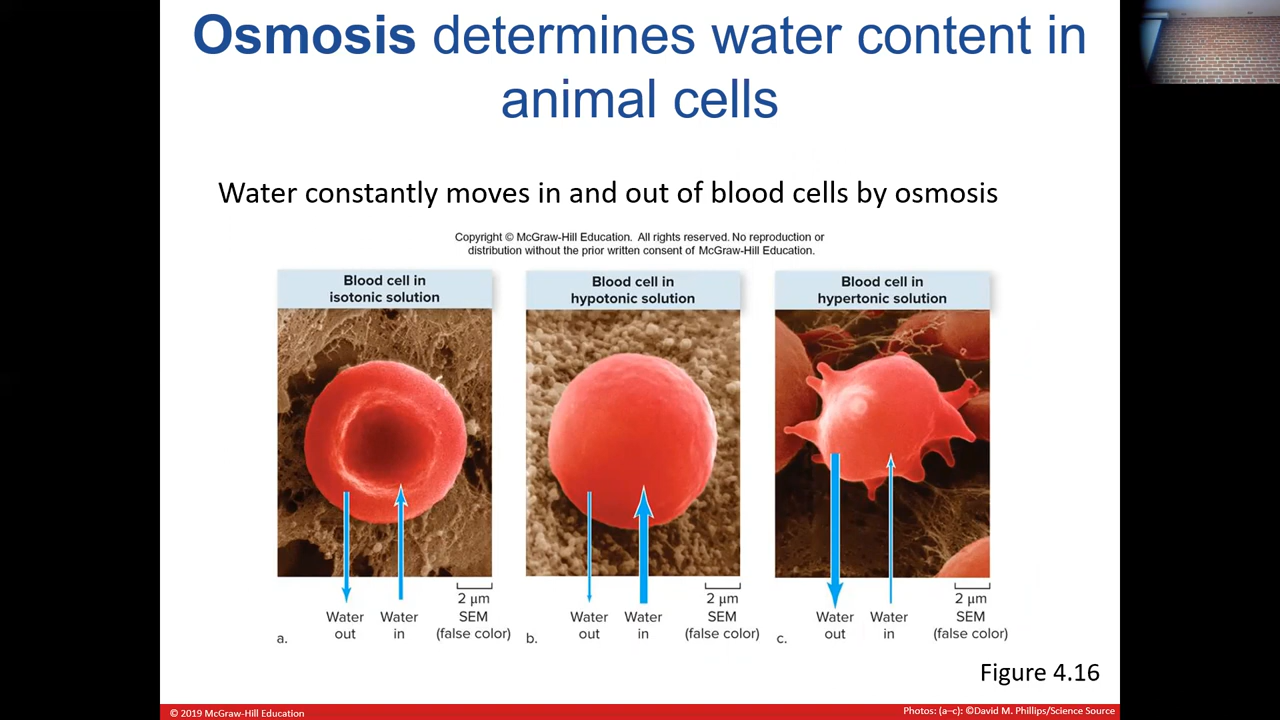 Osmosis determines water content in
animal cells
Water constantly moves in and out of blood cells by osmosis
Copyright © McGraw-Hill Education. All rights reserved. No reproduction or
distribution without the prior written consent of McGraw-Hill Education.
Blood cell in
isotonic solution
Blood cell in
hypotonic solution
Blood cell in
hypertonic solution
2 µm
SEM
(false color)
Water
out
Water
in
a.
2 µm
SEM
(false color)
Water
out
Water
in
b.
2 µm
SEM
(false color)
Water
out
Water
in
c.
Figure 4.16
© 2019 McGraw-Hill Education
Photos: (a–c): ©David M. Phillips/Science Source